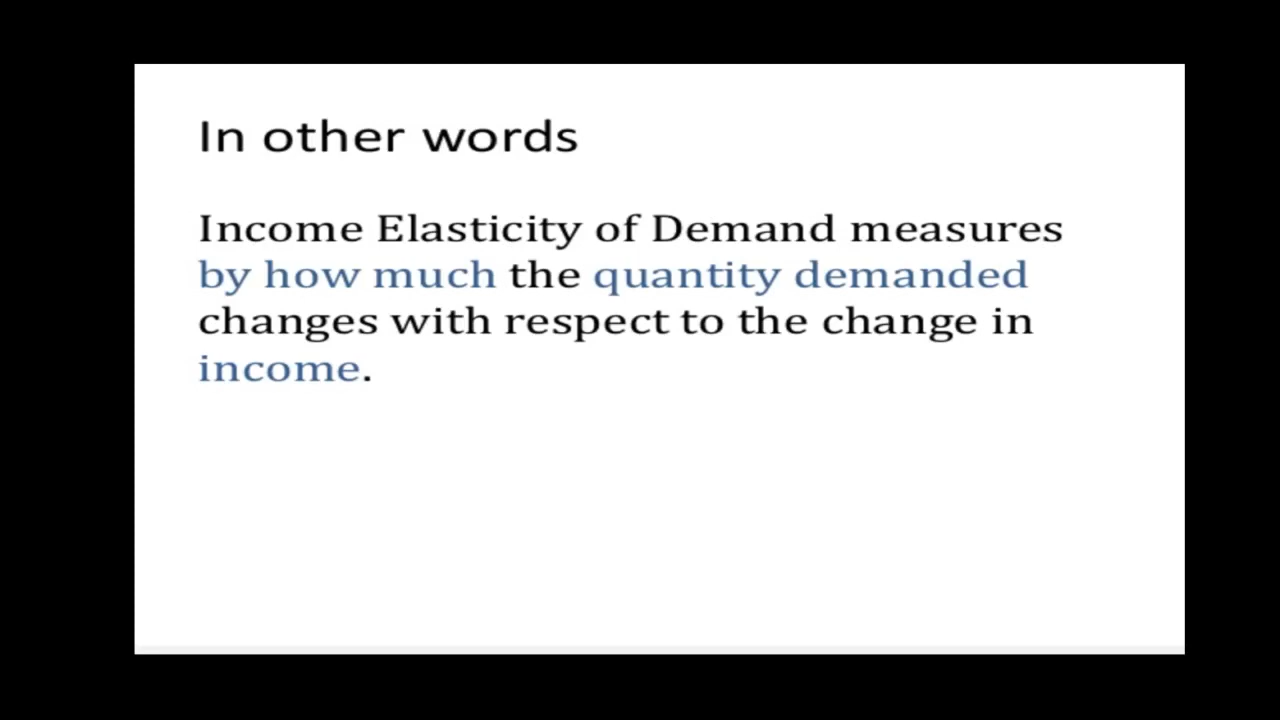 In other words
Income Elasticity of Demand measures
by how much the quantity demanded
changes with respect to the change in
income.